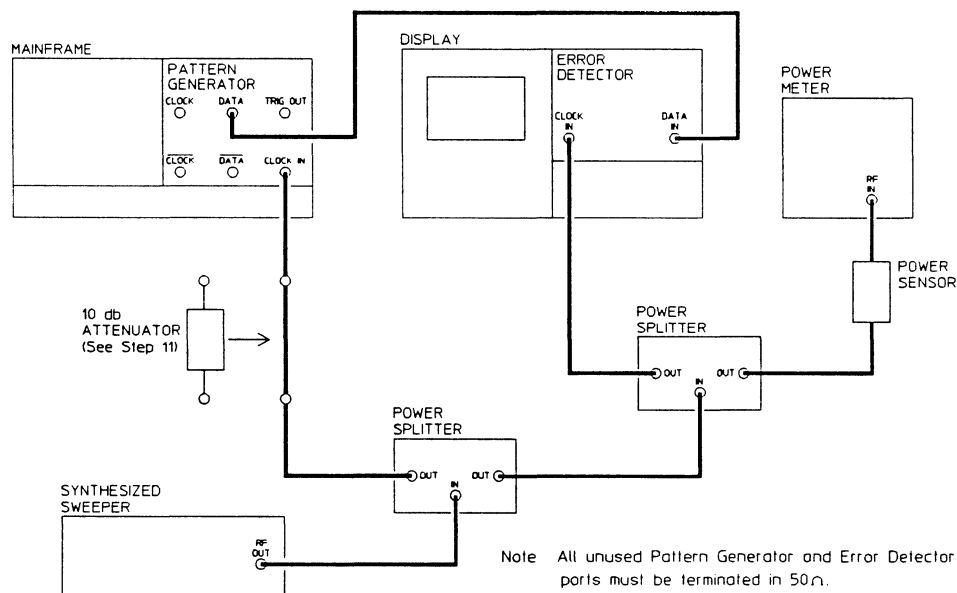 MAINFRAME
PATTERN
GENERATOR
CLOCK DATA TRIG OUT
CLOCK DATA CLOCK IN
DISPLAY
ERROR
DETECTOR
CLOCK
IN
DATA
IN
POWER
METER
RF
IN
POWER
SENSOR
10 db
ATTENUATOR
(See Step 11)
POWER
SPLITTER
OUT IN OUT
POWER
SPLITTER
OUT IN OUT
SYNTHESIZED
SWEEPER
RF
OUT
Note All unused Pattern Generator and Error Detector
ports must be terminated in 50Ω.